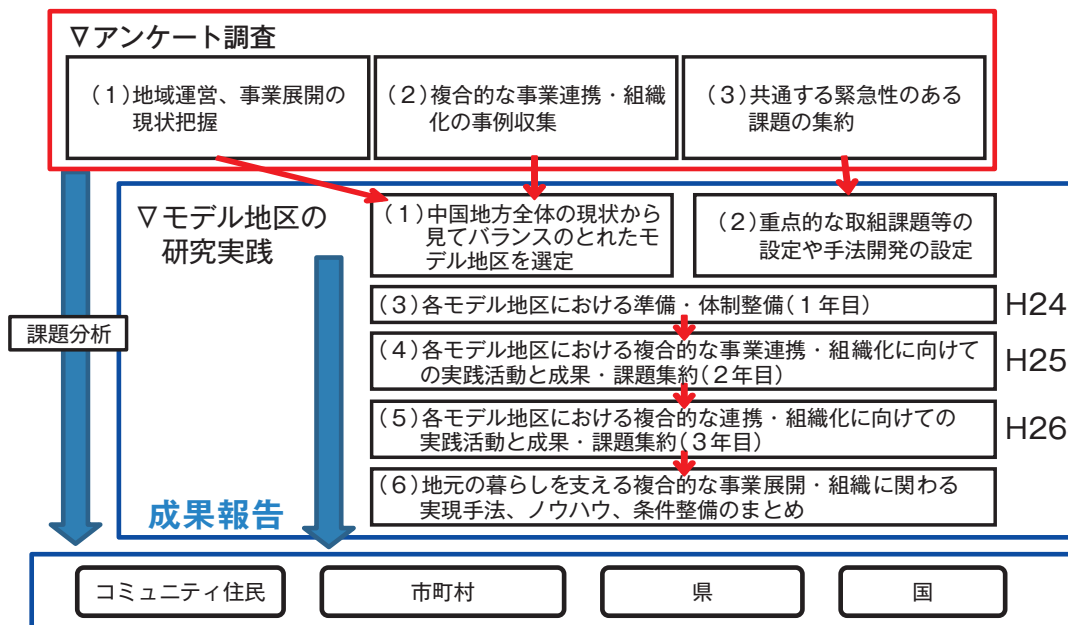 ▽アンケート調査
（１）地域運営、事業展開の
現状把握
（２）複合的な事業連携・組織
化の事例収集
（３）共通する緊急性のある
課題の集約
▽モデル地区の
研究実践
（１）中国地方全体の現状から
見てバランスのとれたモ
デル地区を選定
（２）重点的な取組課題等の
設定や手法開発の設定
（３）各モデル地区における準備・体制整備（１年目）
H24
（４）各モデル地区における複合的な事業連携・組織化に向けて
の実践活動と成果・課題集約（２年目）
H25
（５）各モデル地区における複合的な連携・組織化に向けての
実践活動と成果・課題集約（３年目）
H26
（６）地元の暮らしを支える複合的な事業展開・組織に関わる
実現手法、ノウハウ、条件整備のまとめ
課題分析
成果報告
コミュニティ住民
市町村
県
国